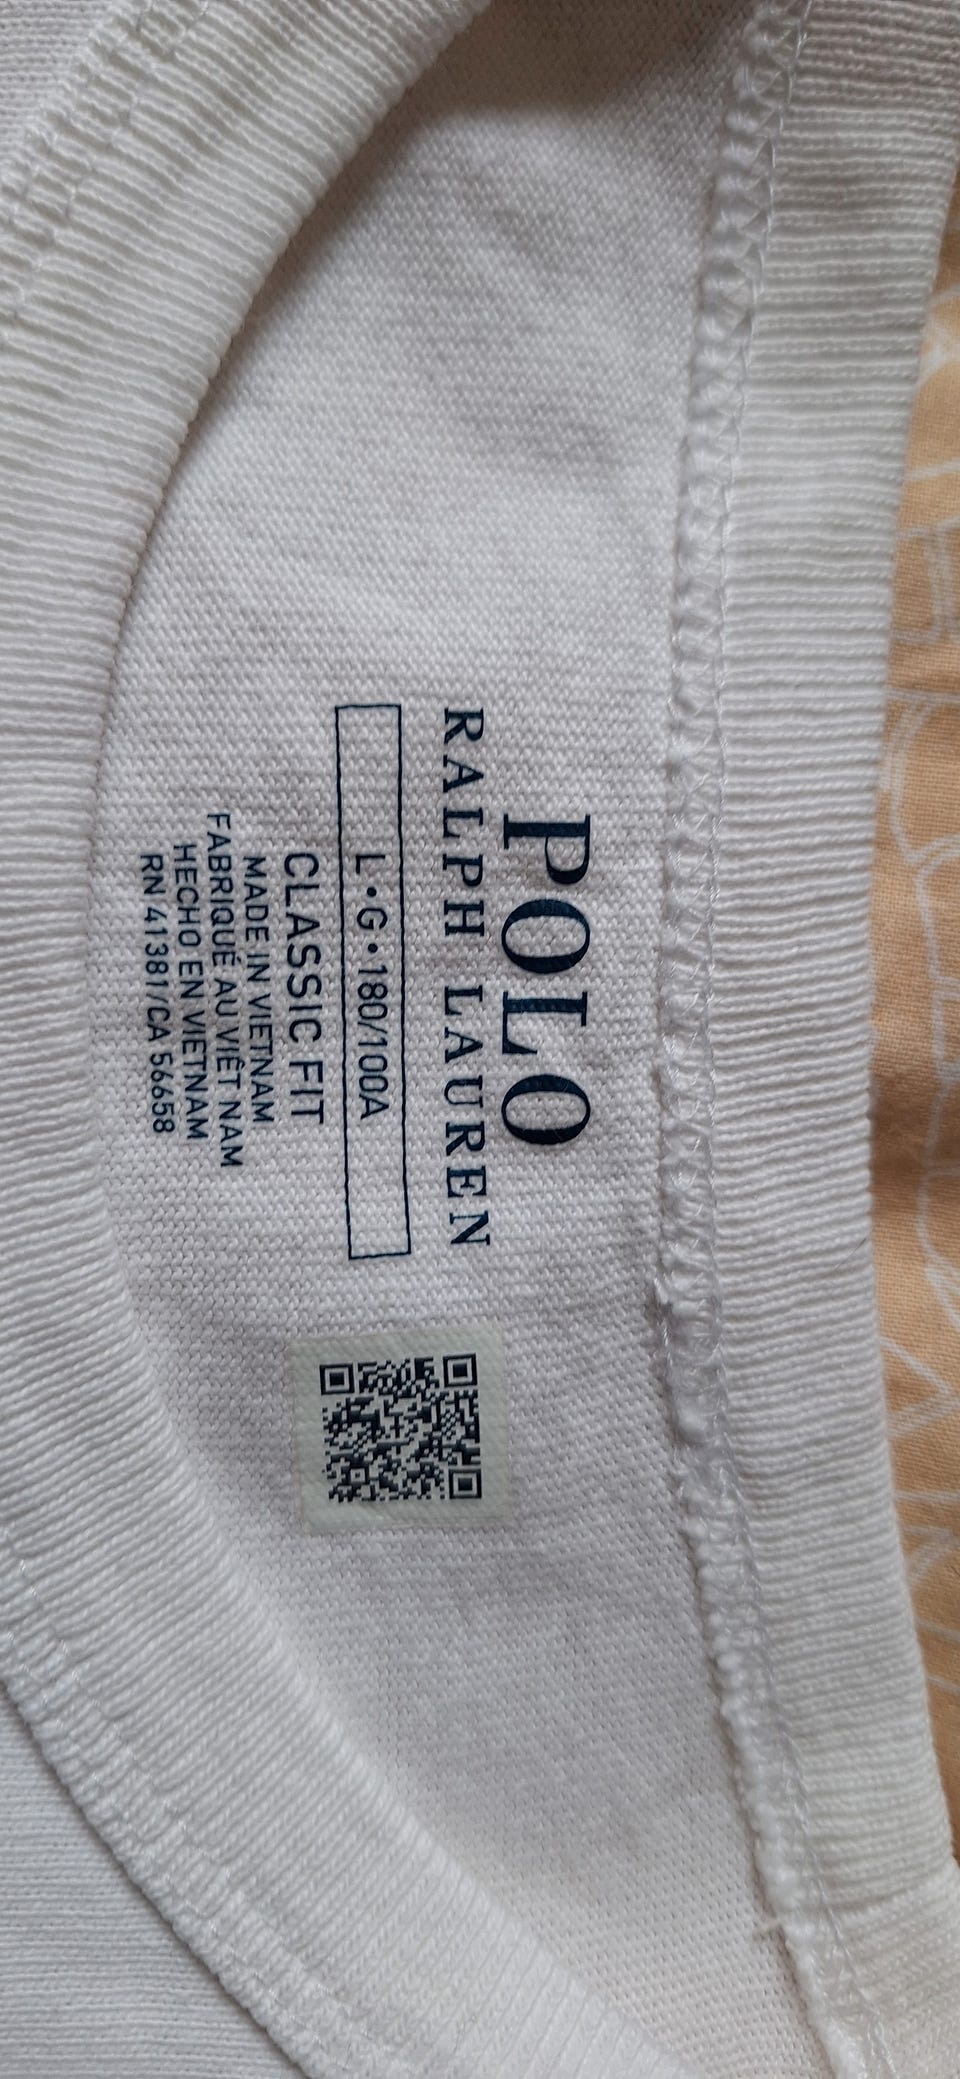 POLO
RALPH LAUREN
L•G•180/100A
CLASSIC FIT
MADE IN VIETNAM
FABRIQUÉ AU VIÊT NAM
HECHO EN VIETNAM
RN 41381/CA 56658